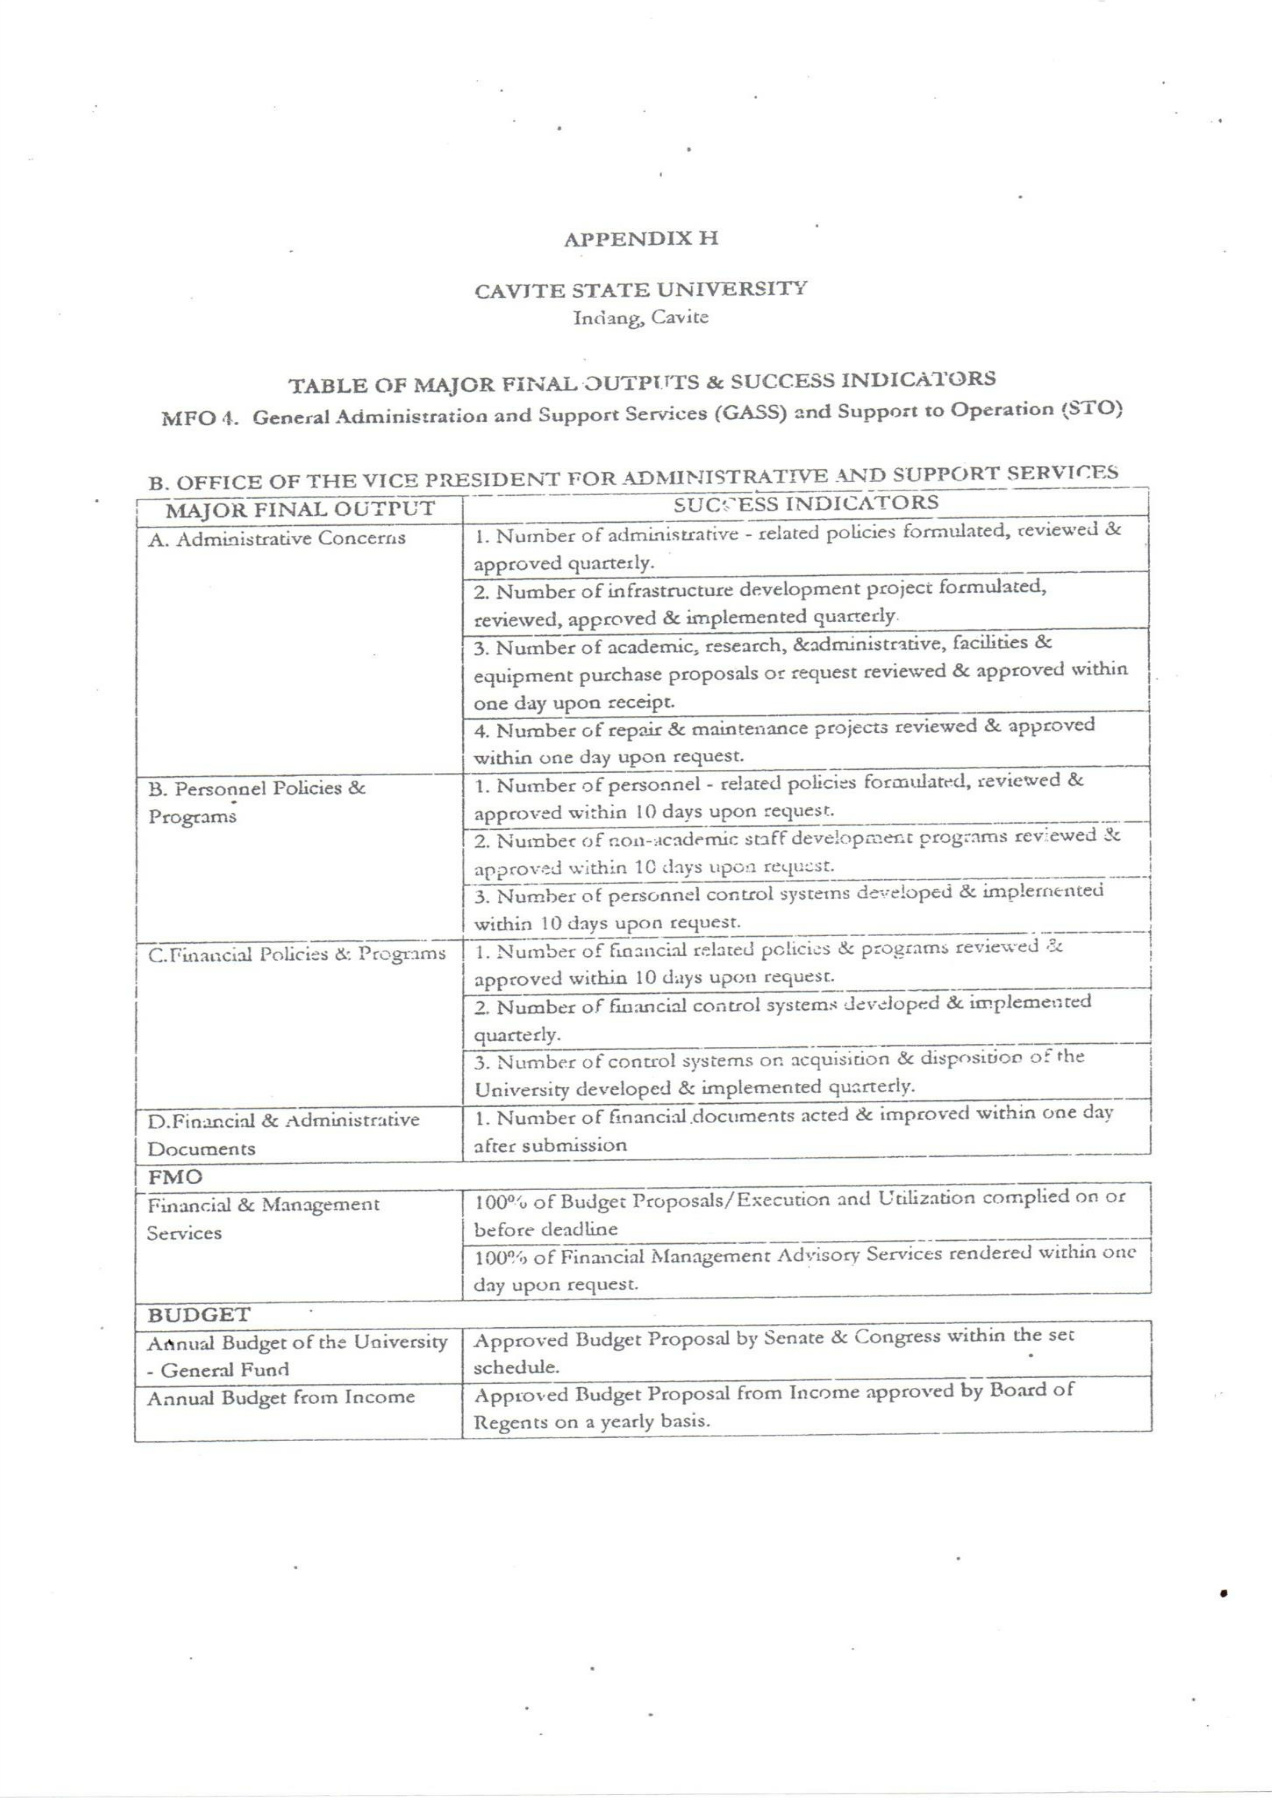 APPENDIX H
CAVITE STATE UNIVERSITY
Indang, Cavite
TABLE OF MAJOR FINAL OUTPUTS & SUCCESS INDICATORS
MFO 4. General Administration and Support Services (GASS) and Support to Operation (STO)
B. OFFICE OF THE VICE PRESIDENT FOR ADMINISTRATIVE AND SUPPORT SERVICES
MAJOR FINAL OUTPUT
SUCCESS INDICATORS
A. Administrative Concerns
1. Number of administrative - related policies formulated, reviewed &
approved quarterly.
2. Number of infrastructure development project formulated,
reviewed, approved & implemented quarterly.
3. Number of academic, research, &administrative, facilities &
equipment purchase proposals or request reviewed & approved within
one day upon receipt.
4. Number of repair & maintenance projects reviewed & approved
within one day upon request.
B. Personnel Policies &
Programs
1. Number of personnel - related policies formulated, reviewed &
approved within 10 days upon request.
2. Number of non-academic staff development programs reviewed &
approved within 10 days upon request.
3. Number of personnel control systems developed & implemented
within 10 days upon request.
C.Financial Policies & Programs
1. Number of financial related policies & programs reviewed &
approved within 10 days upon request.
2. Number of financial control systems developed & implemented
quarterly.
3. Number of control systems on acquisition & disposition of the
University developed & implemented quarterly.
D.Financial & Administrative
Documents
1. Number of financial documents acted & improved within one day
after submission
FMO
Financial & Management
Services
100% of Budget Proposals/Execution and Utilization complied on or
before deadline
100% of Financial Management Advisory Services rendered within one
day upon request.
BUDGET
Annual Budget of the University
- General Fund
Approved Budget Proposal by Senate & Congress within the set
schedule.
Annual Budget from Income
Approved Budget Proposal from Income approved by Board of
Regents on a yearly basis.